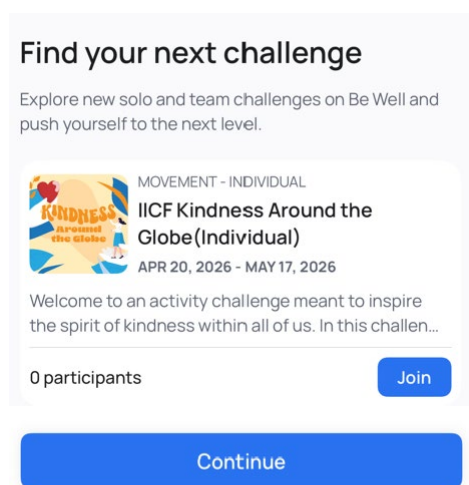 Find your next challenge
Explore new solo and team challenges on Be Well and
push yourself to the next level.
KINDNESS
Around
the Globe
MOVEMENT - INDIVIDUAL
IICF Kindness Around the
Globe(Individual)
APR 20, 2026 - MAY 17, 2026
Welcome to an activity challenge meant to inspire
the spirit of kindness within all of us. In this challen...
0 participants
Join
Continue